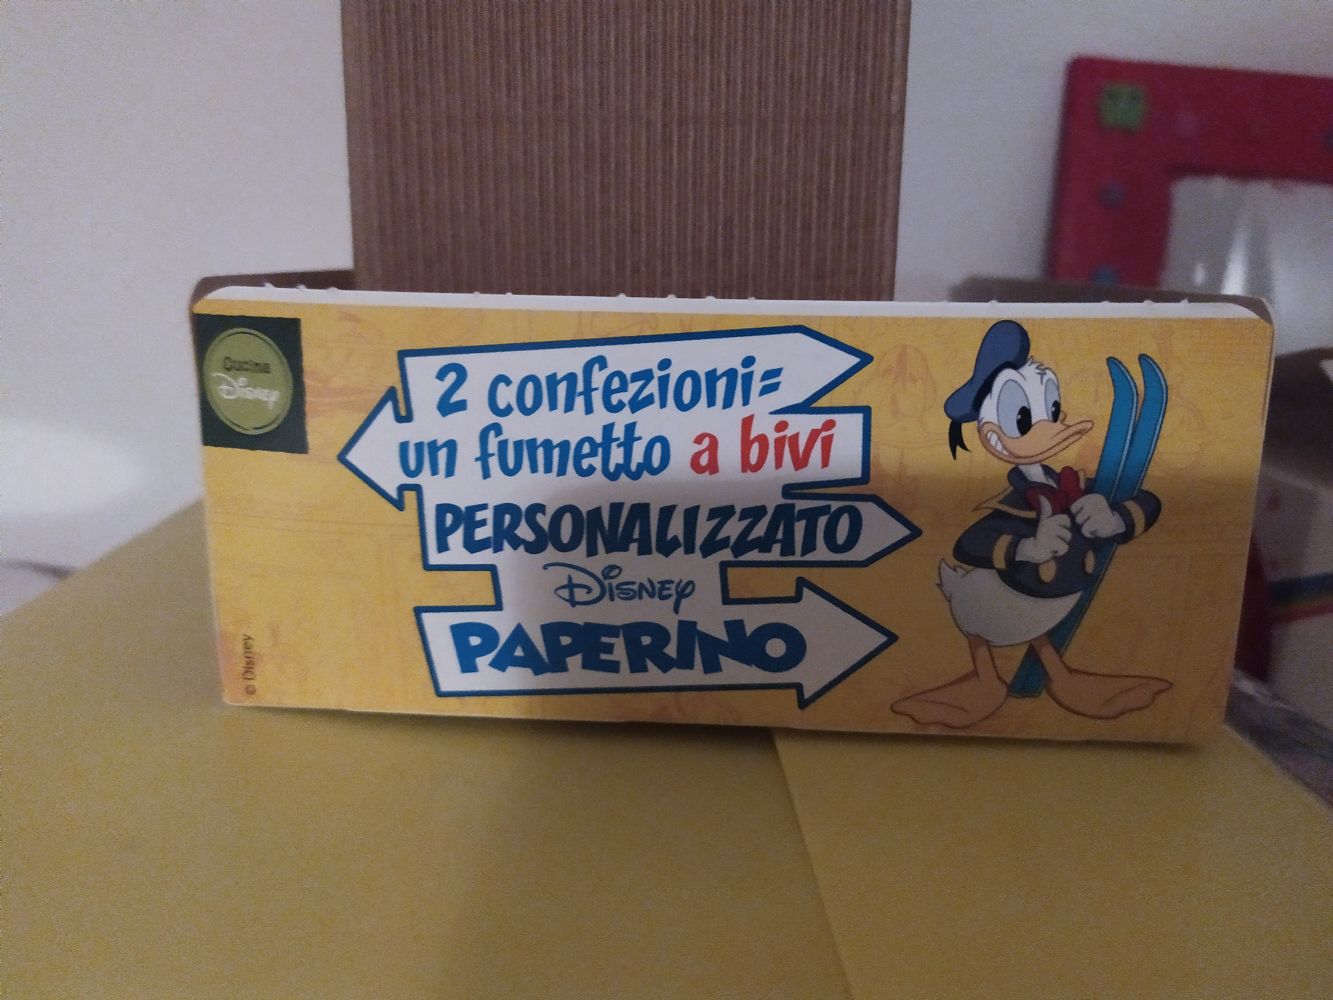 Cucina
Disney
2 confezioni=
un fumetto a bivi
PERSONALIZZATO
Disney
PAPERINO
© Disney